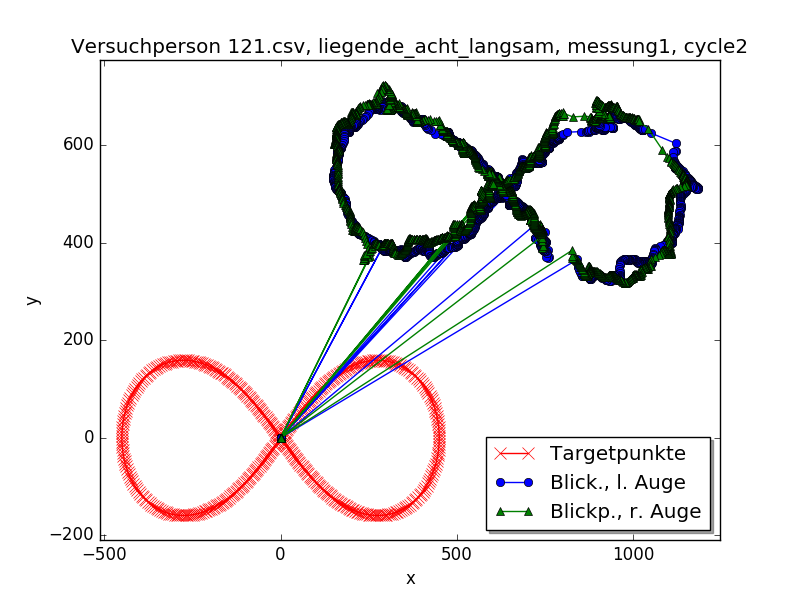 Versuchperson 121.csv, liegende_acht_langsam, messung1, cycle2
600
400
200
0
−200
y
−500
0
500
1000
x
Targetpunkte
Blick., l. Auge
Blickp., r. Auge